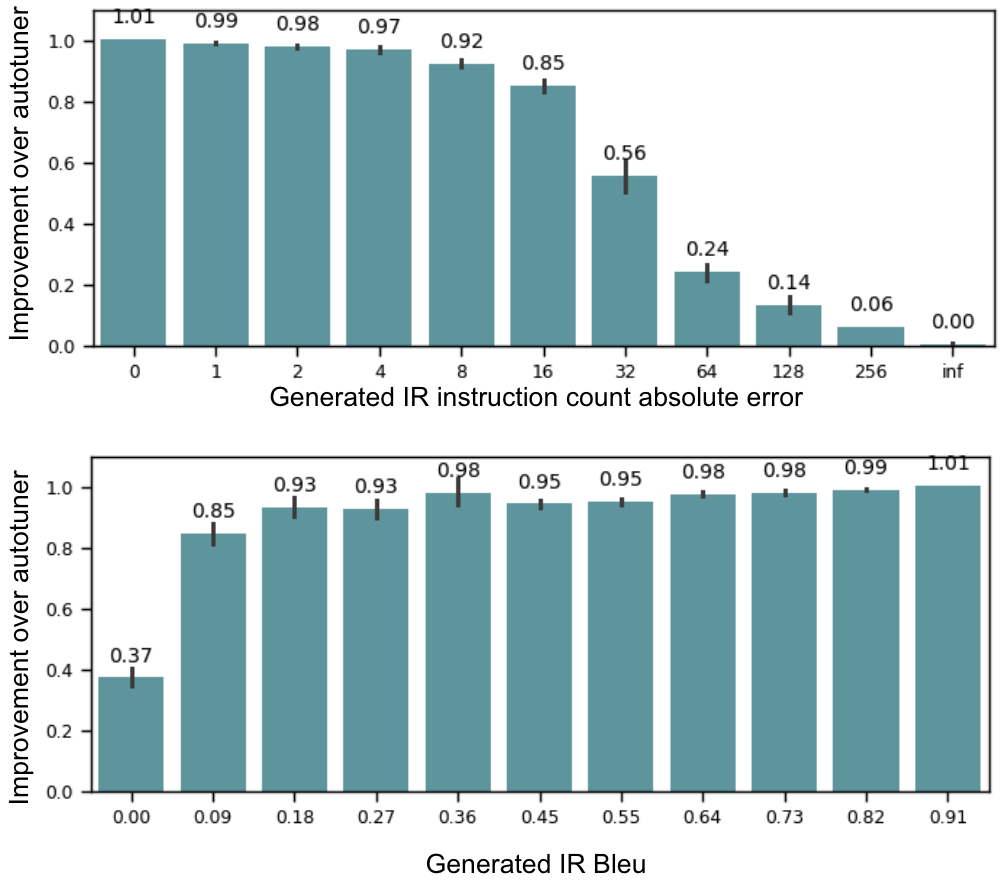 Improvement over autotuner
1.01 0.99 0.98 0.97 0.92 0.85 0.56 0.24 0.14 0.06 0.00
1.0
0.8
0.6
0.4
0.2
0.0
0 1 2 4 8 16 32 64 128 256 inf
Generated IR instruction count absolute error
Improvement over autotuner
0.37 0.85 0.93 0.93 0.98 0.95 0.95 0.98 0.98 0.99 1.01
1.0
0.8
0.6
0.4
0.2
0.0
0.00 0.09 0.18 0.27 0.36 0.45 0.55 0.64 0.73 0.82 0.91
Generated IR Bleu